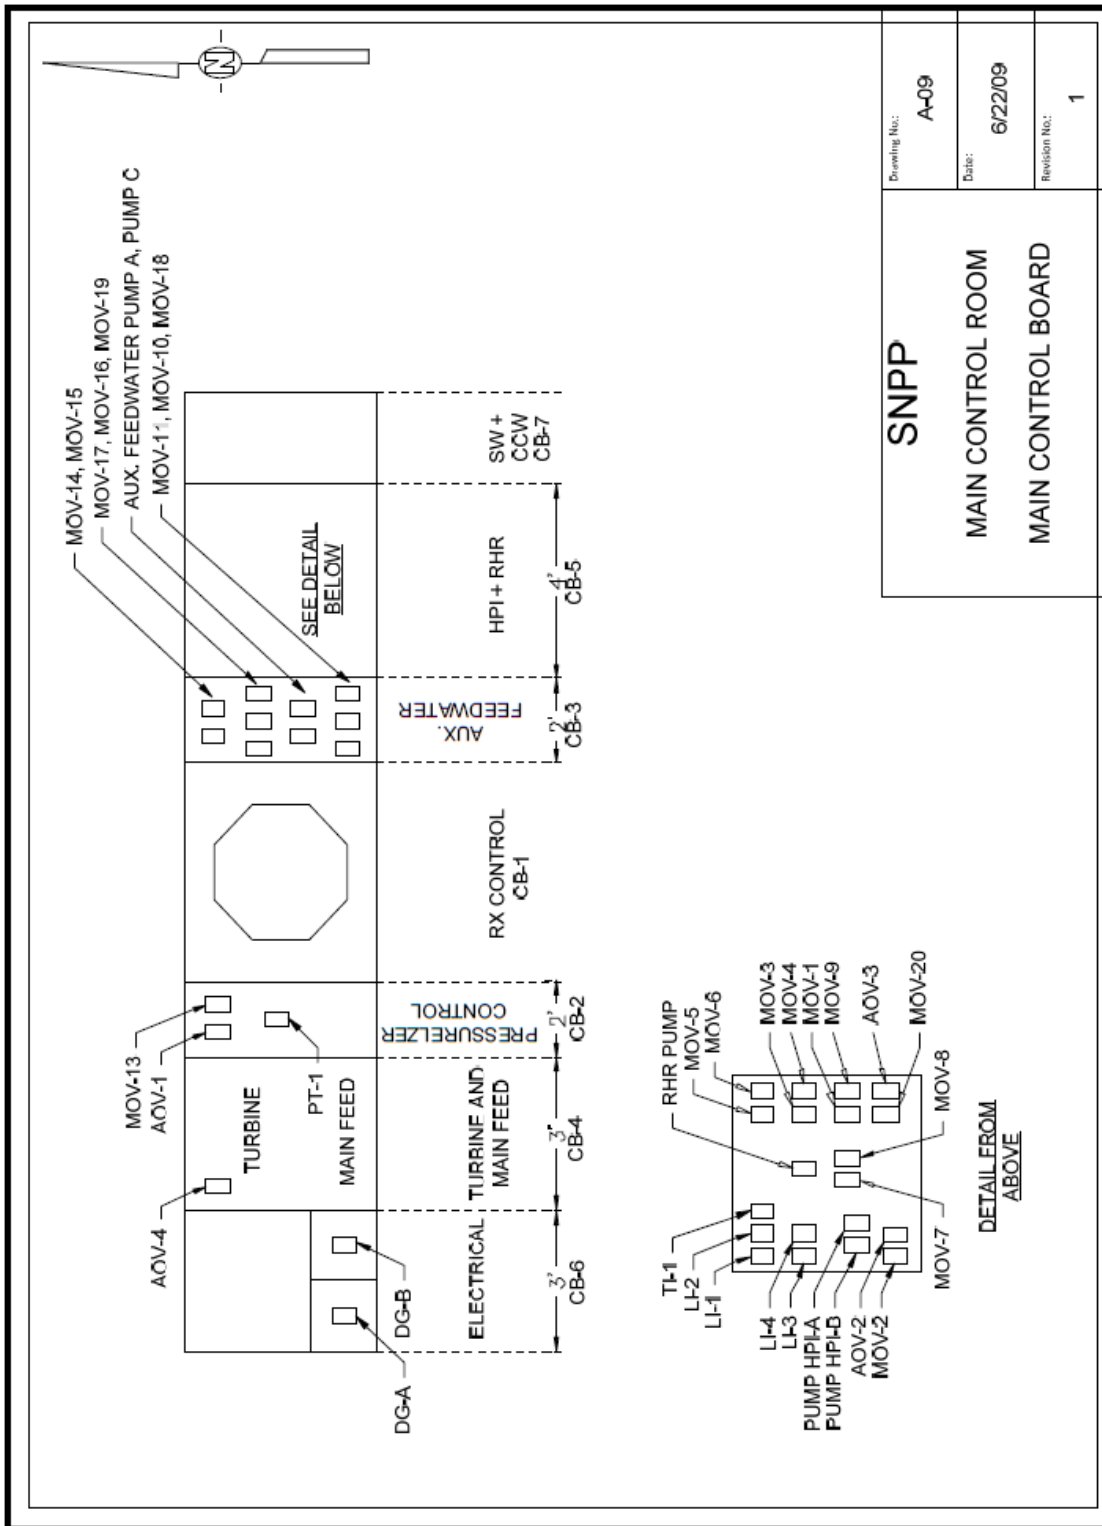 MOV-14, MOV-15
MOV-17, MOV-16, MOV-19
AUX. FEEDWATER PUMP A, PUMP C
MOV-11, MOV-10, MOV-18
MOV-13
AOV-1
AOV-4
TURBINE
PT-1
MAIN FEED
DG-B
DG-A
SEE DETAIL
BELOW
ELECTRICAL
3'
CB-6
TURBINE AND
MAIN FEED
3'
CB-4
PRESSURELZER
CONTROL
2'
CB-2
RX CONTROL
CB-1
AUX.
FEEDWATER
2'
CB-3
HPI + RHR
4'
CB-5
SW +
CCW
CB-7
TI-1
LI-2
LI-1
LI-4
LI-3
PUMP HPI-A
PUMP HPI-B
AOV-2
MOV-2
RHR PUMP
MOV-5
MOV-6
MOV-3
MOV-4
MOV-1
MOV-9
AOV-3
MOV-20
MOV-8
MOV-7
DETAIL FROM
ABOVE
N
SNPP
MAIN CONTROL ROOM
MAIN CONTROL BOARD
Drawing No.:
A-09
Date:
6/22/09
Revision No.:
1